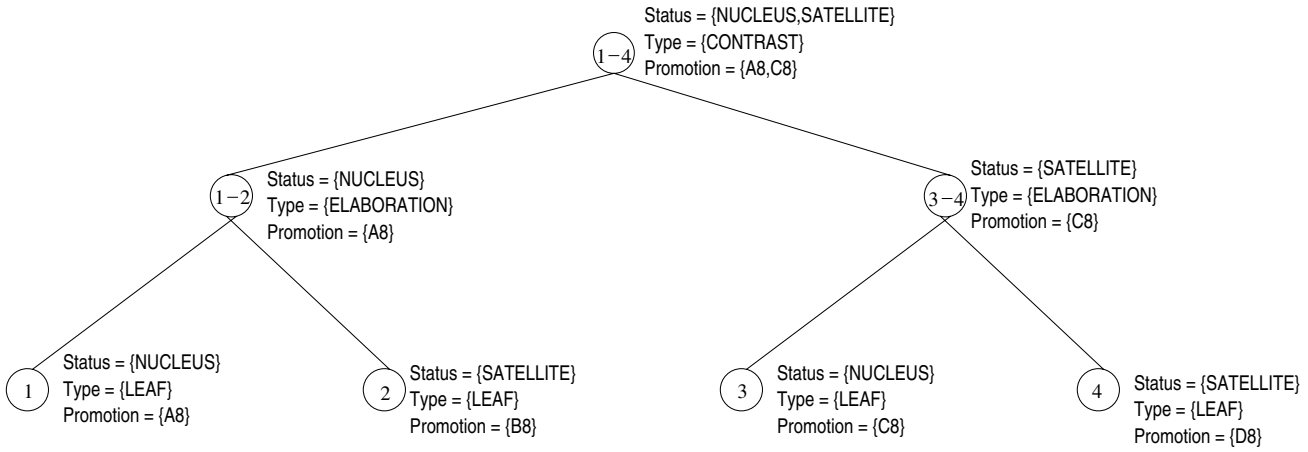 Status = {NUCLEUS,SATELLITE}
1−4
Type = {CONTRAST}
Promotion = {A8,C8}
1−2
Status = {NUCLEUS}
Type = {ELABORATION}
Promotion = {A8}
3−4
Status = {SATELLITE}
Type = {ELABORATION}
Promotion = {C8}
1
Status = {NUCLEUS}
Type = {LEAF}
Promotion = {A8}
2
Status = {SATELLITE}
Type = {LEAF}
Promotion = {B8}
3
Status = {NUCLEUS}
Type = {LEAF}
Promotion = {C8}
4
Status = {SATELLITE}
Type = {LEAF}
Promotion = {D8}